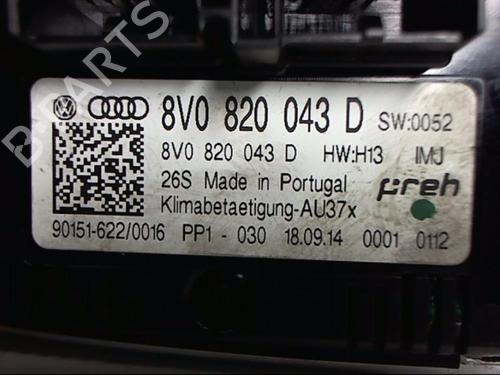 B-PARTS
8V0 820 043 D SW:0052
8V0 820 043 D HW:H13 IMJ
26S Made in Portugal preh
Klimabetaetigung-AU37x
90151-622/0016 PP1 - 030 18.09.14 0001 0112